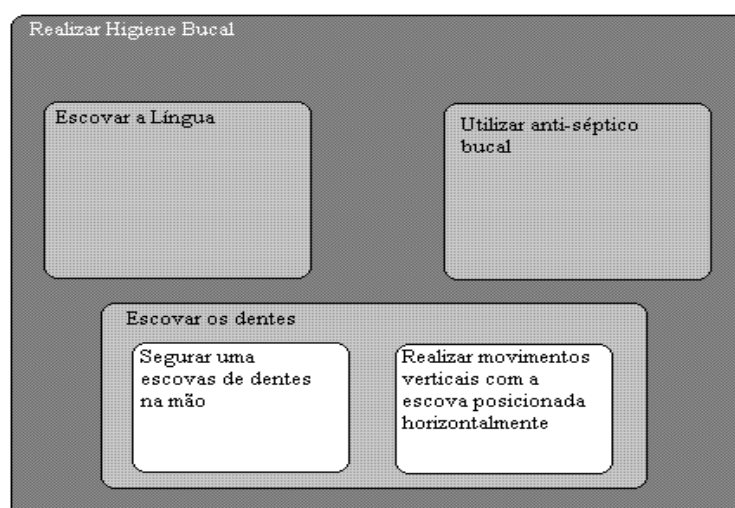 Realizar Higiene Bucal
Escovar a Língua
Utilizar anti-séptico
bucal
Escovar os dentes
Segurar uma
escovas de dentes
na mão
Realizar movimentos
verticais com a
escova posicionada
horizontalmente